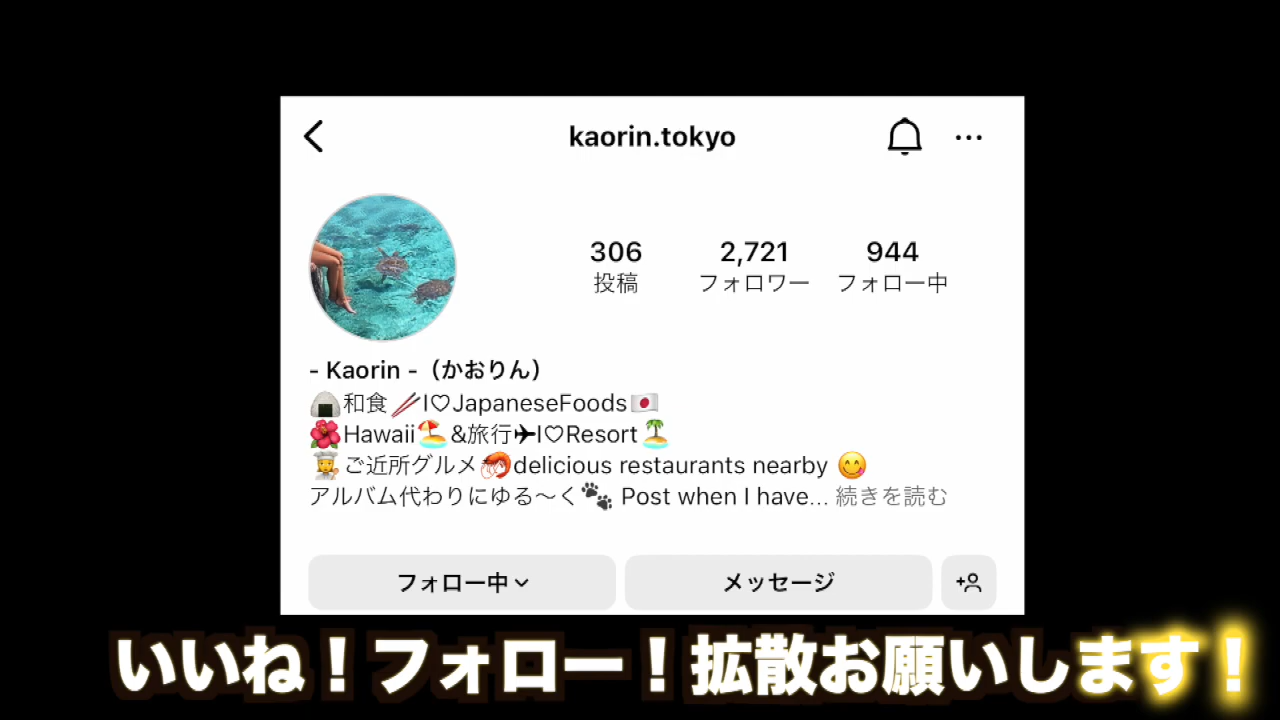 kaorin.tokyo
306 2,721 944
投稿 フォロワー フォロー中
- Kaorin -（かおりん）
🍙和食🥢I♡JapaneseFoods🇯🇵
🌺Hawaii🏖️&旅行✈I♡Resort🏝️
🧑‍🍳ご近所グルメ🦐delicious restaurants nearby 😋
アルバム代わりにゆる〜く🐾 Post when I have... 続きを読む
フォロー中 メッセージ
いいね！フォロー！拡散お願いします！